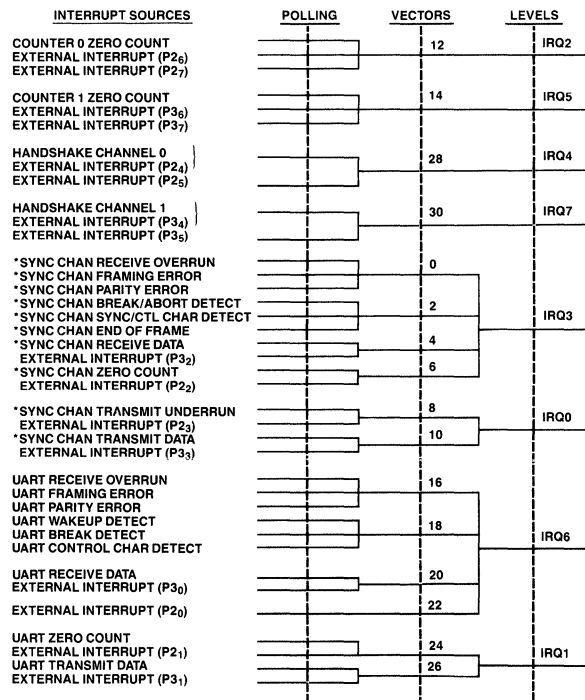 INTERRUPT SOURCES POLLING VECTORS LEVELS
COUNTER 0 ZERO COUNT 12 IRQ2
EXTERNAL INTERRUPT (P2₆)
EXTERNAL INTERRUPT (P2₇)
COUNTER 1 ZERO COUNT 14 IRQ5
EXTERNAL INTERRUPT (P3₆)
EXTERNAL INTERRUPT (P3₇)
HANDSHAKE CHANNEL 0 28 IRQ4
EXTERNAL INTERRUPT (P2₄)
EXTERNAL INTERRUPT (P2₅)
HANDSHAKE CHANNEL 1 30 IRQ7
EXTERNAL INTERRUPT (P3₄)
EXTERNAL INTERRUPT (P3₅)
*SYNC CHAN RECEIVE OVERRUN 0
*SYNC CHAN FRAMING ERROR
*SYNC CHAN PARITY ERROR
*SYNC CHAN BREAK/ABORT DETECT 2
*SYNC CHAN SYNC/CTL CHAR DETECT IRQ3
*SYNC CHAN END OF FRAME
*SYNC CHAN RECEIVE DATA 4
EXTERNAL INTERRUPT (P3₂)
*SYNC CHAN ZERO COUNT 6
EXTERNAL INTERRUPT (P2₂)
*SYNC CHAN TRANSMIT UNDERRUN 8
EXTERNAL INTERRUPT (P2₃) IRQ0
*SYNC CHAN TRANSMIT DATA 10
EXTERNAL INTERRUPT (P3₃)
UART RECEIVE OVERRUN 16
UART FRAMING ERROR
UART PARITY ERROR
UART WAKEUP DETECT 18
UART BREAK DETECT IRQ6
UART CONTROL CHAR DETECT
UART RECEIVE DATA 20
EXTERNAL INTERRUPT (P3₀)
EXTERNAL INTERRUPT (P2₀) 22
UART ZERO COUNT 24
EXTERNAL INTERRUPT (P2₁) IRQ1
UART TRANSMIT DATA 26
EXTERNAL INTERRUPT (P3₁)